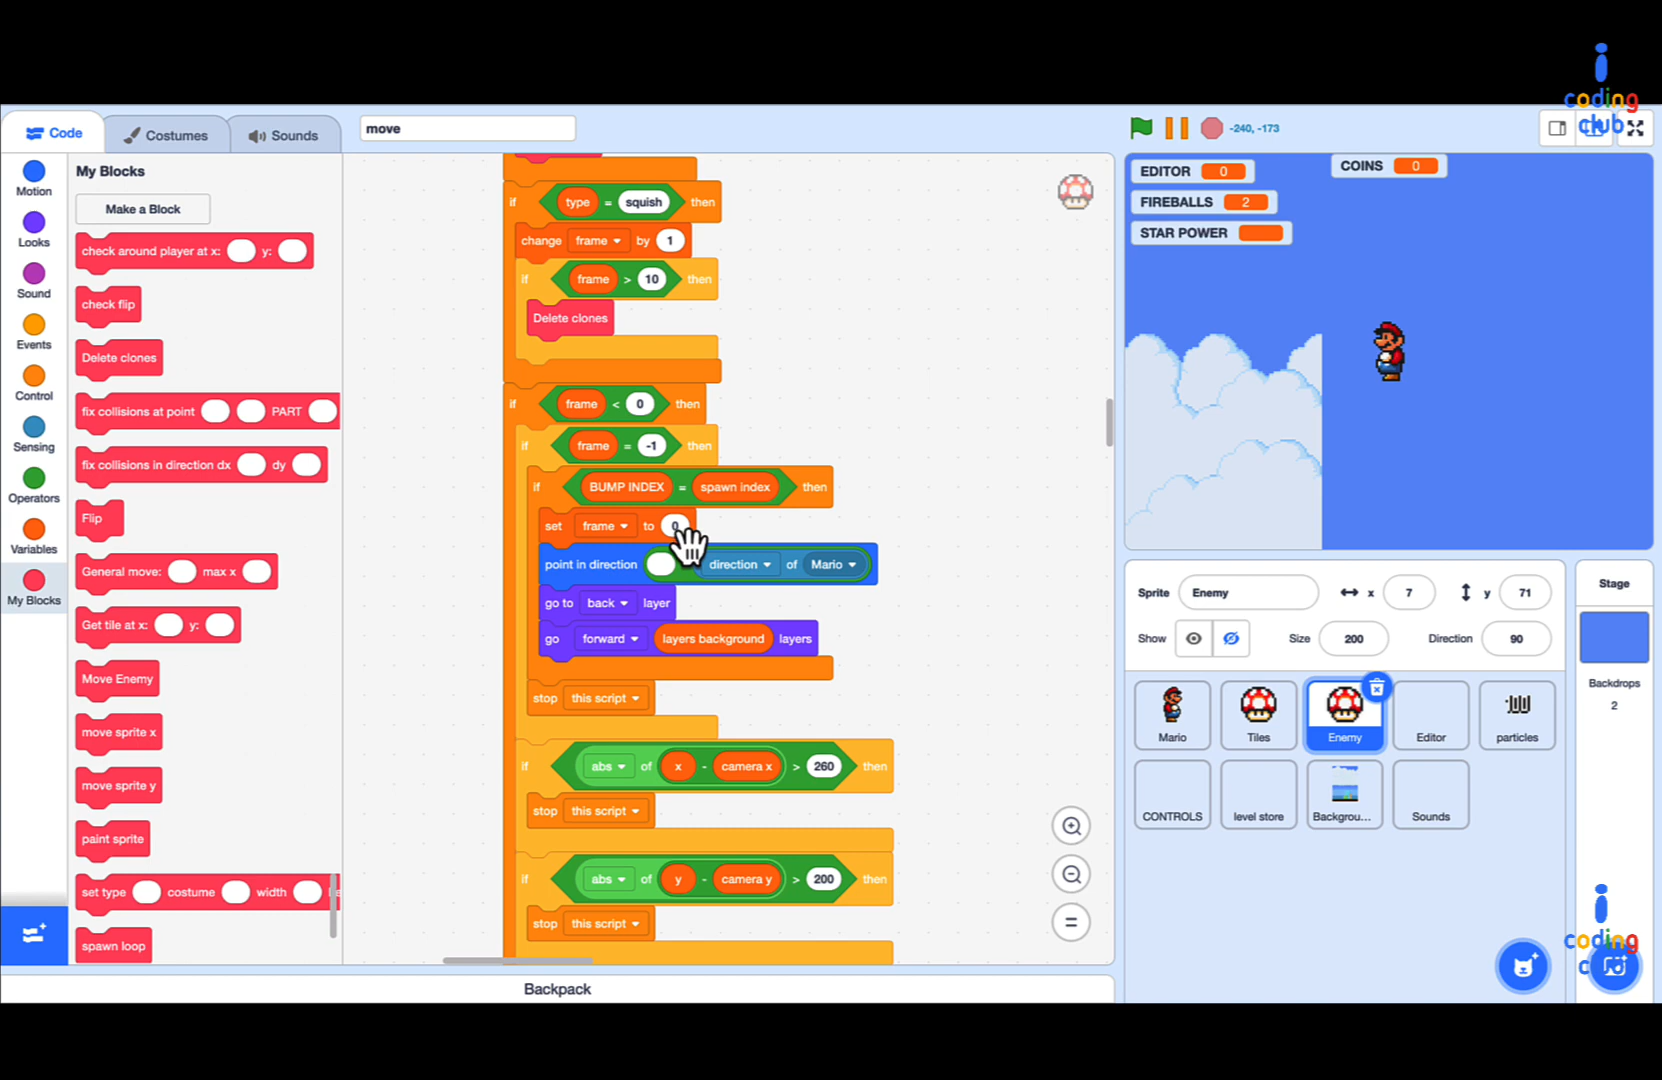 coding
club
Code
Costumes
Sounds
move
-240, -173
Motion
Looks
Sound
Events
Control
Sensing
Operators
Variables
My Blocks
My Blocks
Make a Block
check around player at x: y:
check flip
Delete clones
fix collisions at point PART
fix collisions in direction dx dy
Flip
General move: max x
Get tile at x: y:
Move Enemy
move sprite x
move sprite y
paint sprite
set type costume width
spawn loop
if type = squish then
change frame by 1
if frame > 10 then
Delete clones
if frame < 0 then
if frame = -1 then
if BUMP INDEX = spawn index then
set frame to 0
point in direction direction of Mario
go to back layer
go forward layers background layers
stop this script
if abs of x - camera x > 260 then
stop this script
if abs of y - camera y > 200 then
stop this script
Backpack
EDITOR 0
COINS 0
FIREBALLS 2
STAR POWER
Sprite Enemy x 7 y 71
Show Size 200 Direction 90
Mario
Tiles
Enemy
Editor
particles
CONTROLS
level store
Backgrou...
Sounds
Stage
Backdrops
2
coding